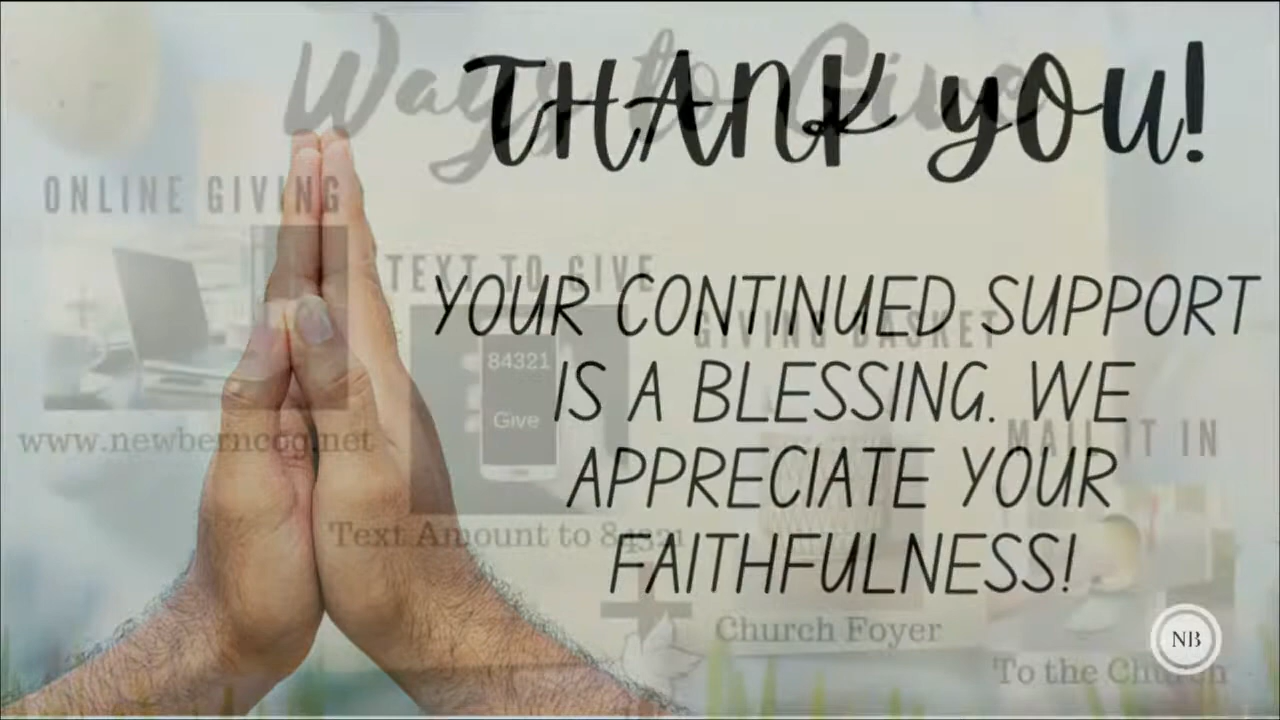 Ways to Give
THANK YOU!
ONLINE GIVING
TEXT TO GIVE
YOUR CONTINUED SUPPORT
GIVING BASKET
84321
IS A BLESSING. WE
Give
www.newberncog.net
MAIL IT IN
APPRECIATE YOUR
Text Amount to 84321
FAITHFULNESS!
Church Foyer
NB
To the Church